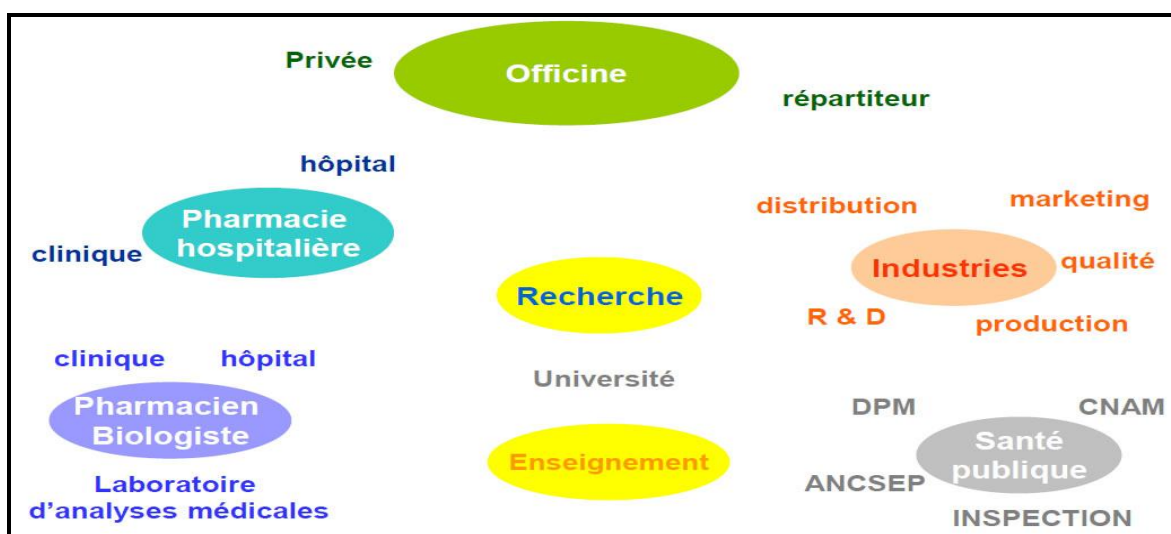 Privée
Officine
répartiteur
hôpital
Pharmacie
hospitalière
clinique
distribution
marketing
Industries
qualité
R & D
production
Recherche
clinique
hôpital
Pharmacien
Biologiste
Laboratoire
d'analyses médicales
Université
Enseignement
DPM
CNAM
Santé
publique
ANCSEP
INSPECTION